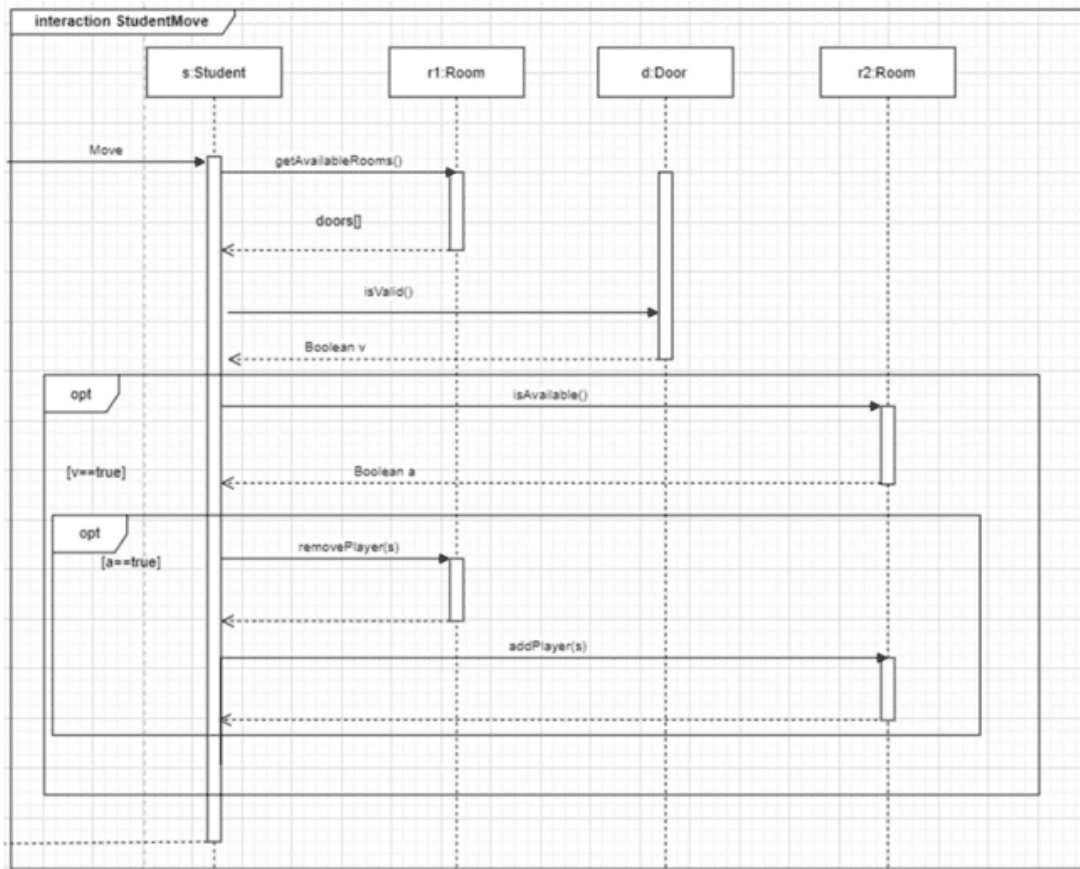 interaction StudentMove
s:Student
r1:Room
d:Door
r2:Room
Move
getAvailableRooms()
doors[]
isValid()
Boolean v
opt
isAvailable()
[v==true]
Boolean a
opt
removePlayer(s)
[a==true]
addPlayer(s)